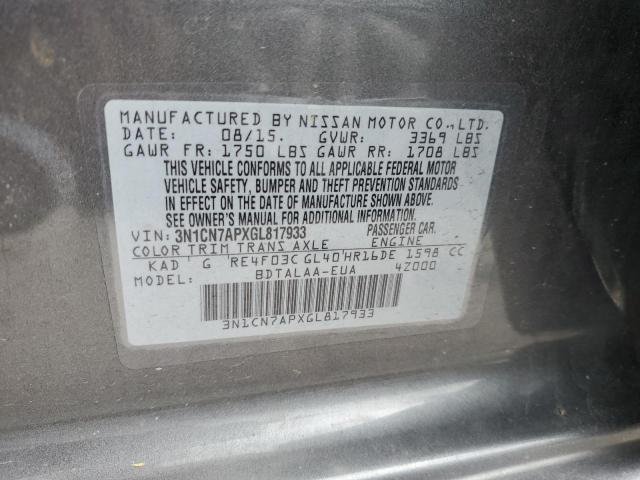 MANUFACTURED BY NISSAN MOTOR CO.,LTD.
DATE: 08/15. GVWR: 3369 LBS
GAWR FR: 1750 LBS GAWR RR: 1708 LBS
THIS VEHICLE CONFORMS TO ALL APPLICABLE FEDERAL MOTOR
VEHICLE SAFETY, BUMPER AND THEFT PREVENTION STANDARDS
IN EFFECT ON THE DATE OF MANUFACTURE SHOWN ABOVE.
SEE OWNER'S MANUAL FOR ADDITIONAL INFORMATION
VIN: 3N1CN7APXGL817933 PASSENGER CAR.
COLOR TRIM TRANS AXLE ENGINE
KAD G RE4F03C GL40 HR16DE 1598 CC
MODEL: BDTALAA-EUA 4Z000
3N1CN7APXGL817933